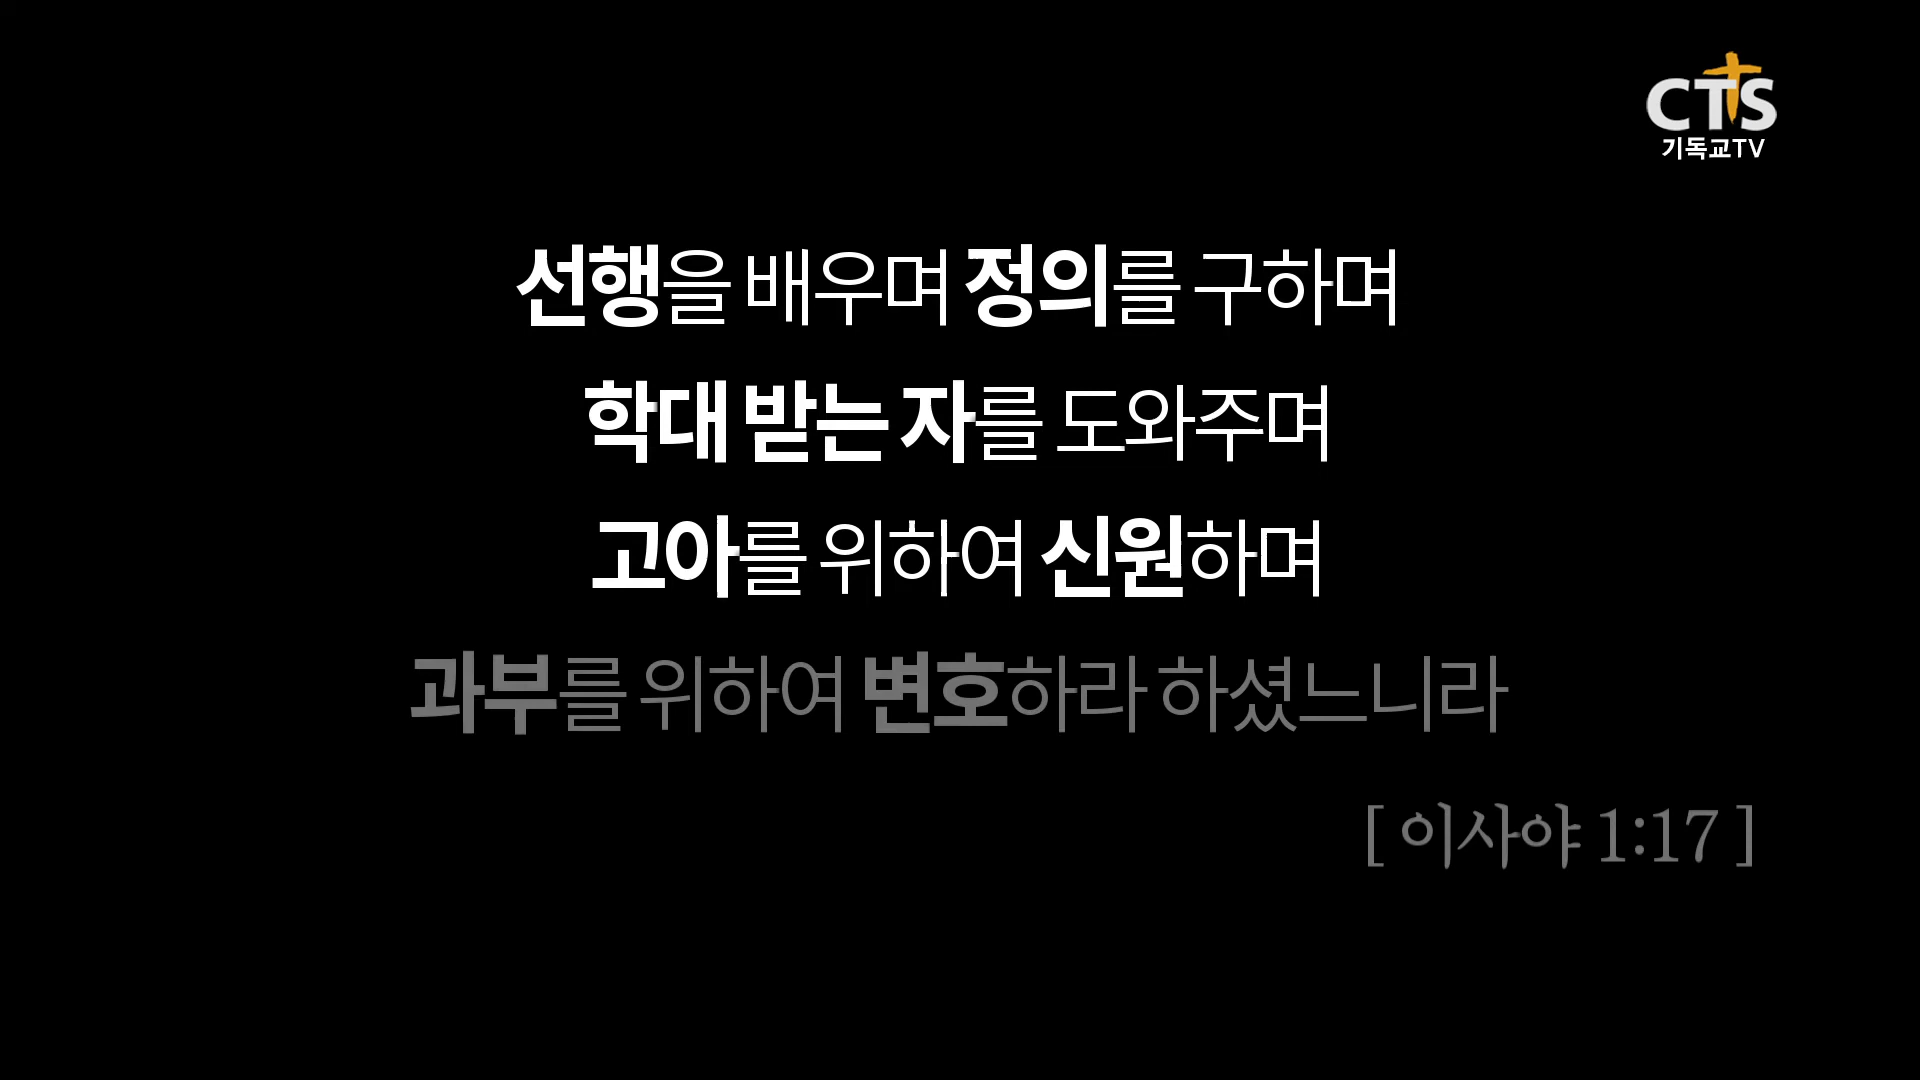 CTS
기독교TV
선행을 배우며 정의를 구하며
학대 받는 자를 도와주며
고아를 위하여 신원하며
과부를 위하여 변호하라 하셨느니라
[ 이사야 1:17 ]